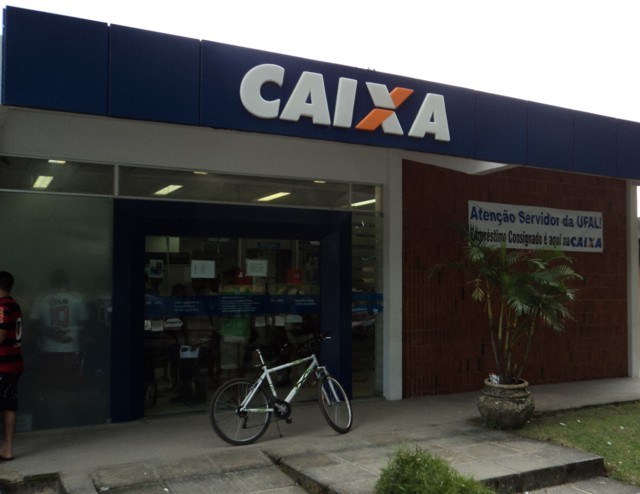 CAIXA
Atenção Servidor da UFAL!
Empréstimo Consignado é aqui na CAIXA